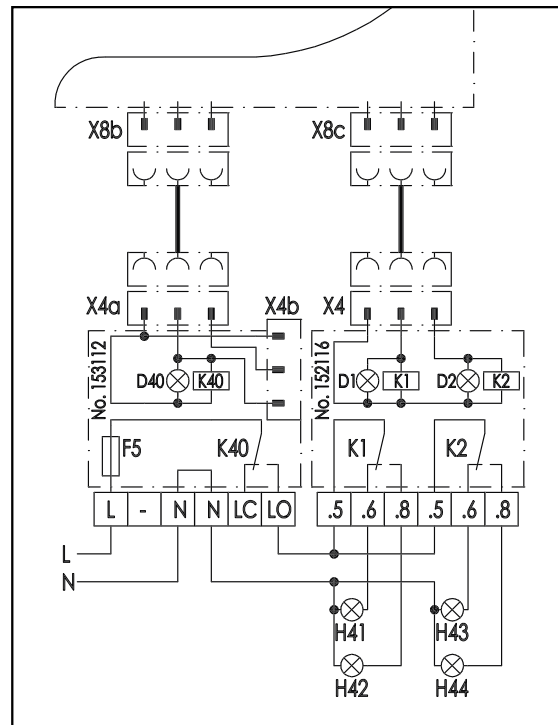 X8b X8c
X4a X4b X4
No. 153112 No. 152116
D40 K40 D1 K1 D2 K2
F5 K40 K1 K2
L - N N LC LO .5 .6 .8 .5 .6 .8
L
N
H41 H43
H42 H44